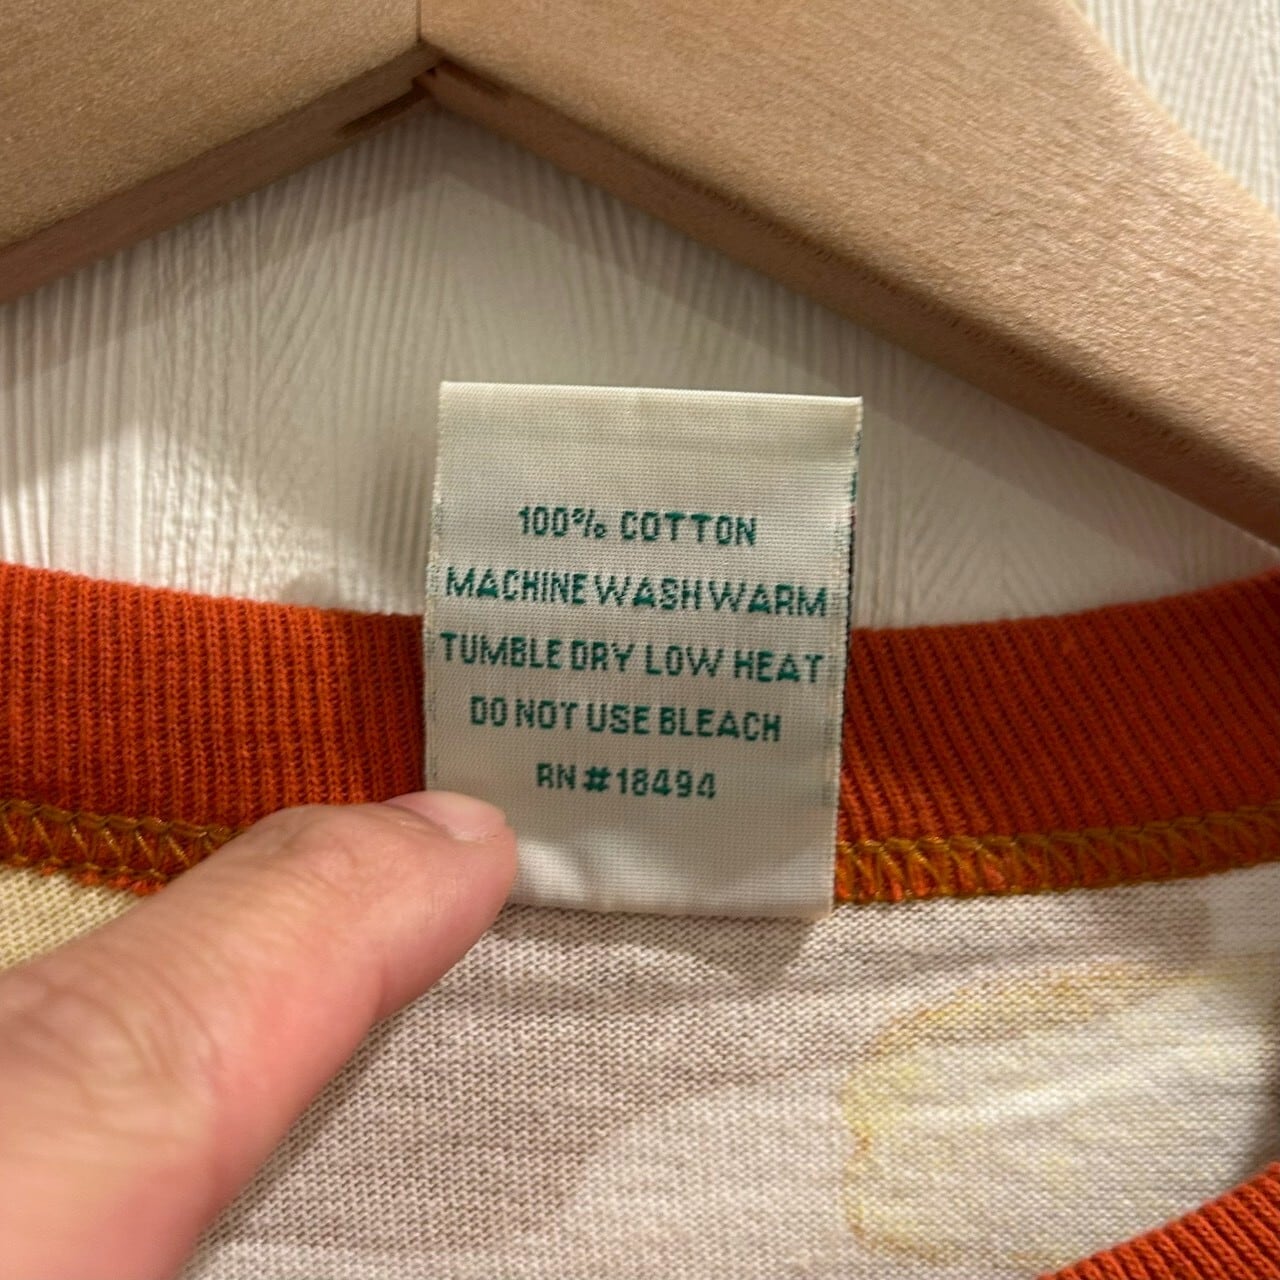 100% COTTON
MACHINE WASH WARM
TUMBLE DRY LOW HEAT
DO NOT USE BLEACH
RN#18494